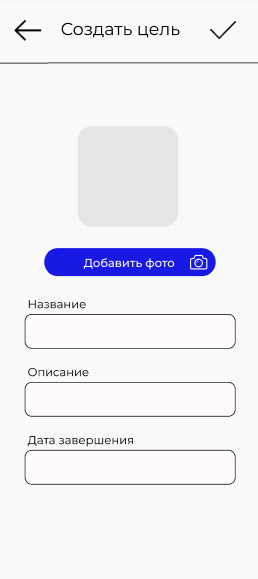 Создать цель
Добавить фото
Название
Описание
Дата завершения